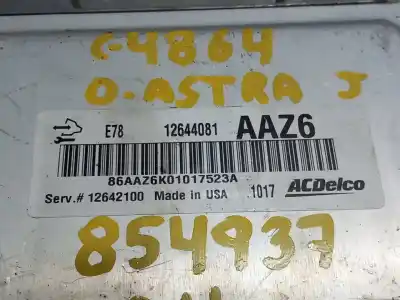 C-4864
O-ASTRA J
E78 12644081 AAZ6
86AAZ6K01017523A
Serv.# 12642100 Made in USA 1017 ACDelco
854937